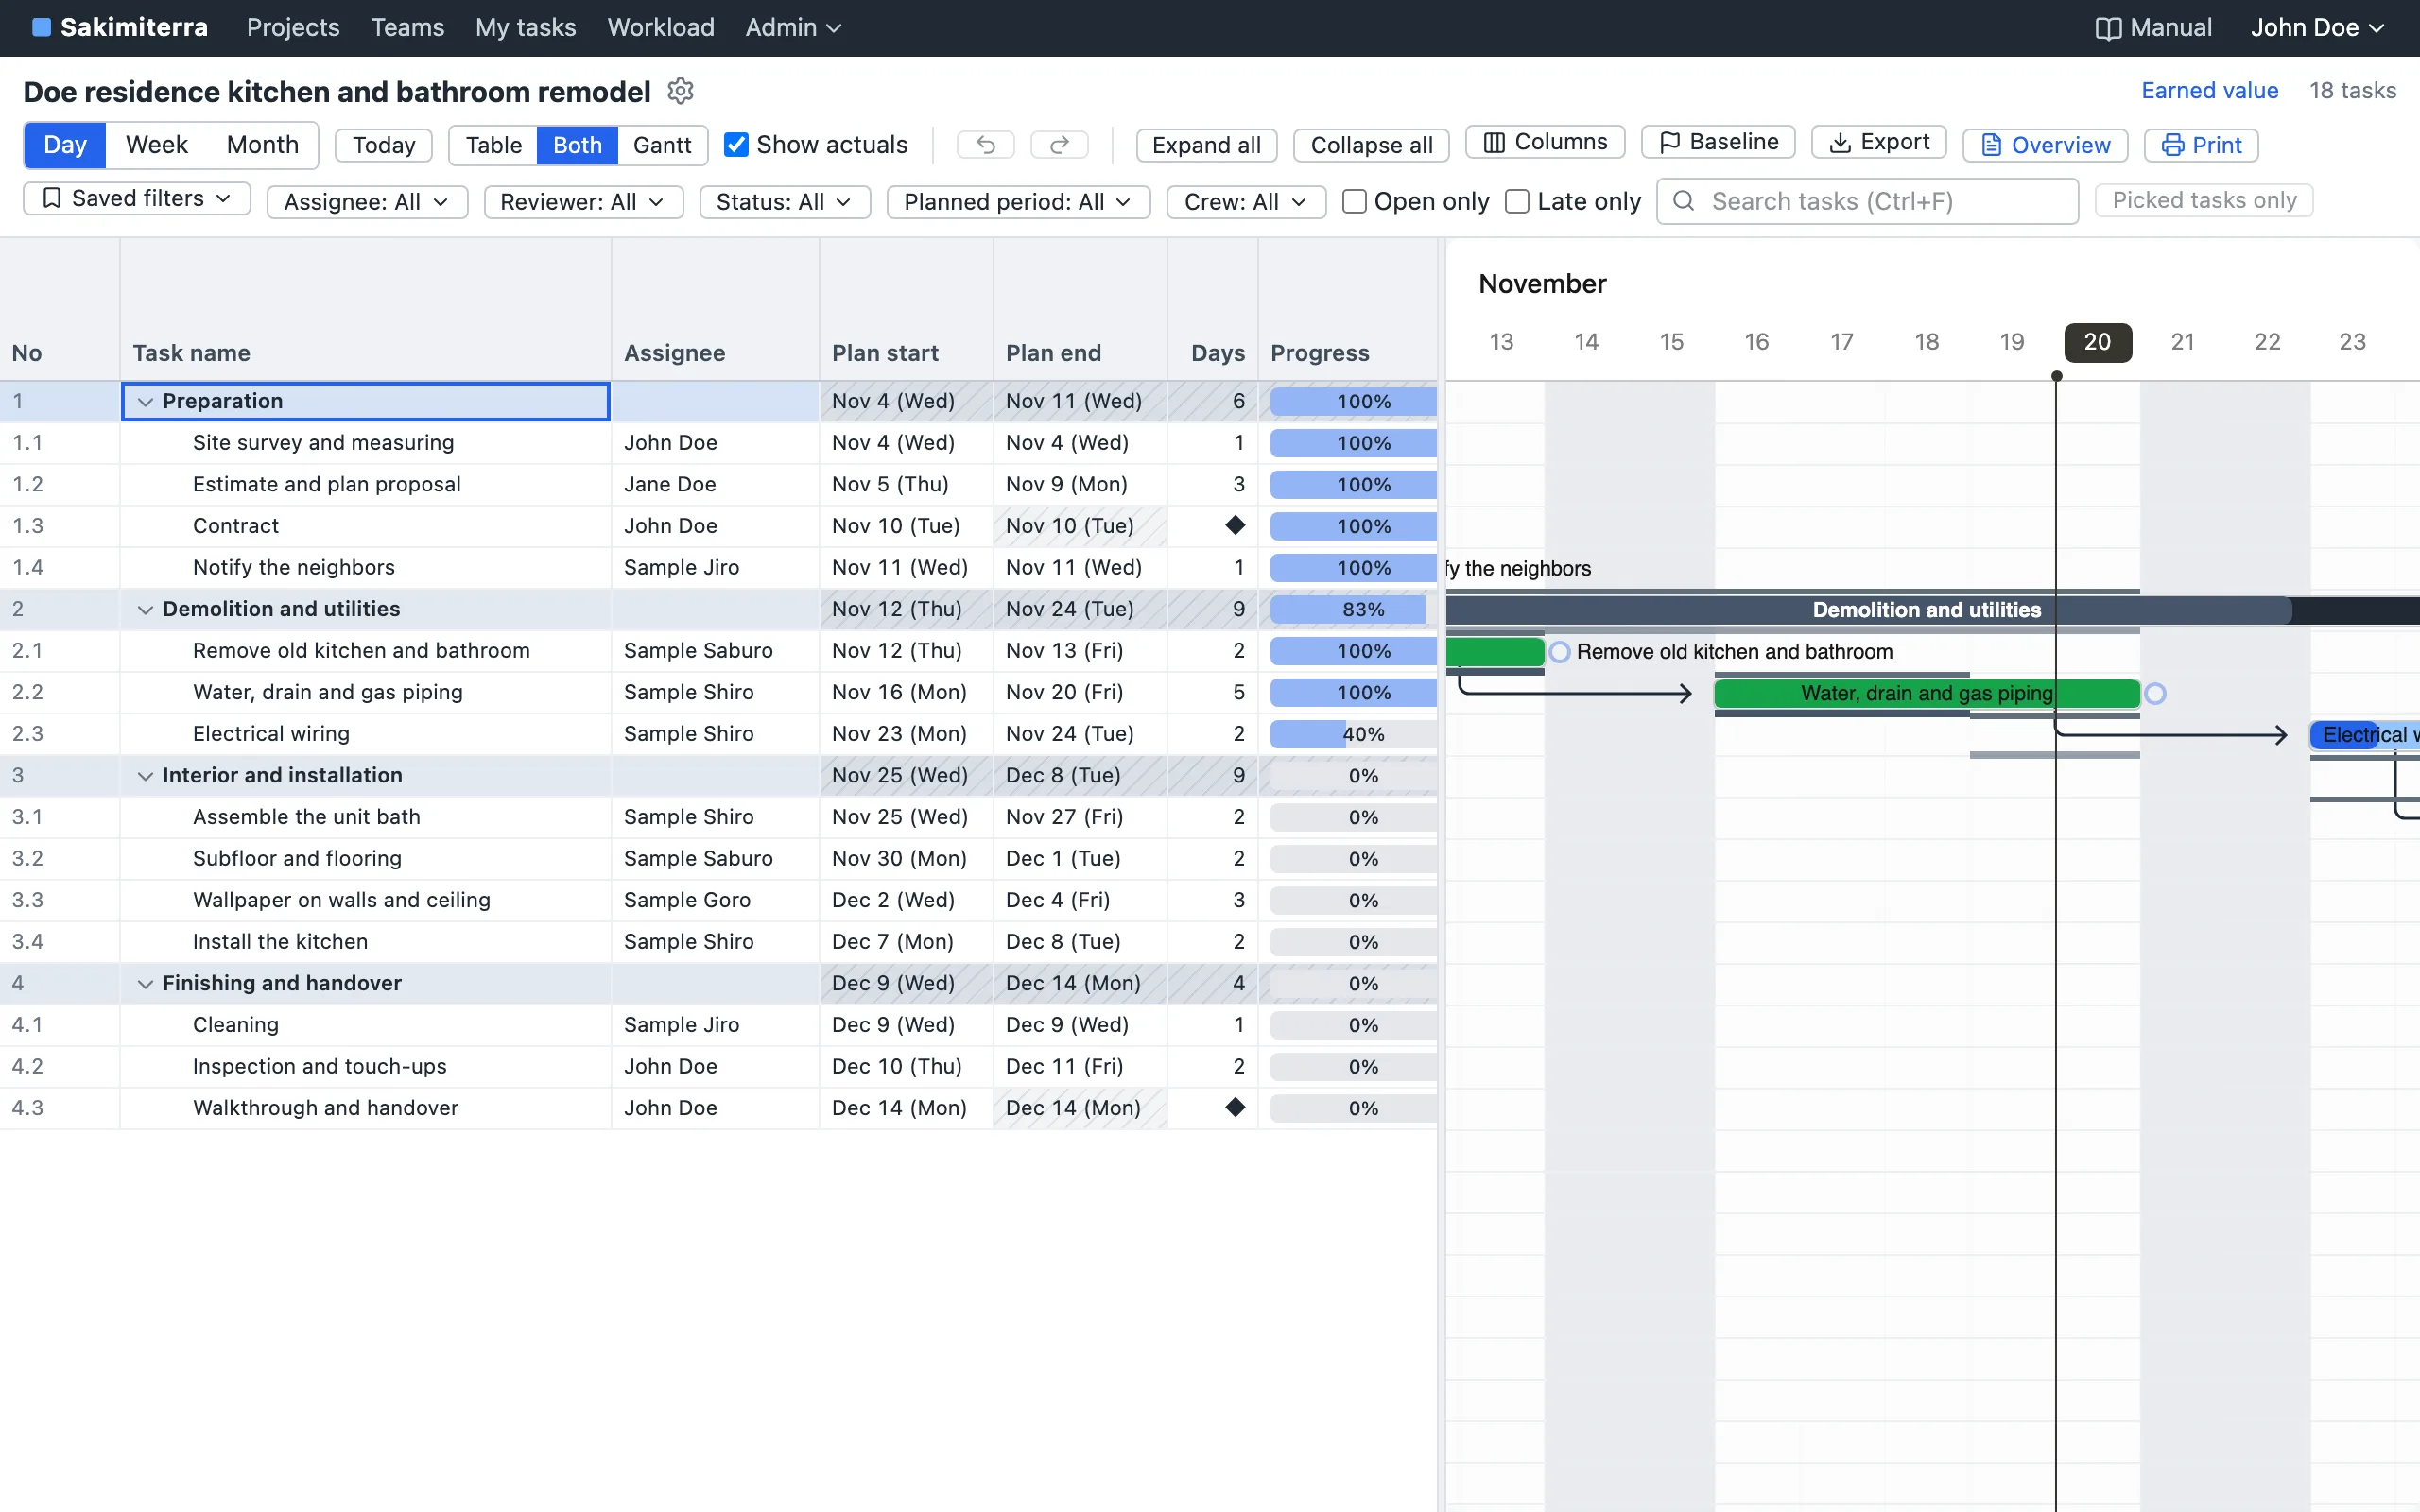 Sakimiterra Projects Teams My tasks Workload Admin Manual John Doe
Doe residence kitchen and bathroom remodel Earned value 18 tasks
Day Week Month Today Table Both Gantt Show actuals Expand all Collapse all Columns Baseline Export Overview Print
Saved filters Assignee: All Reviewer: All Status: All Planned period: All Crew: All Open only Late only Search tasks (Ctrl+F) Picked tasks only
November
13 14 15 16 17 18 19 20 21 22 23
No Task name Assignee Plan start Plan end Days Progress
1 Preparation Nov 4 (Wed) Nov 11 (Wed) 6 100%
1.1 Site survey and measuring John Doe Nov 4 (Wed) Nov 4 (Wed) 1 100%
1.2 Estimate and plan proposal Jane Doe Nov 5 (Thu) Nov 9 (Mon) 3 100%
1.3 Contract John Doe Nov 10 (Tue) Nov 10 (Tue) 100%
1.4 Notify the neighbors Sample Jiro Nov 11 (Wed) Nov 11 (Wed) 1 100% fy the neighbors
2 Demolition and utilities Nov 12 (Thu) Nov 24 (Tue) 9 83% Demolition and utilities
2.1 Remove old kitchen and bathroom Sample Saburo Nov 12 (Thu) Nov 13 (Fri) 2 100% Remove old kitchen and bathroom
2.2 Water, drain and gas piping Sample Shiro Nov 16 (Mon) Nov 20 (Fri) 5 100% Water, drain and gas piping
2.3 Electrical wiring Sample Shiro Nov 23 (Mon) Nov 24 (Tue) 2 40% Electrical w
3 Interior and installation Nov 25 (Wed) Dec 8 (Tue) 9 0%
3.1 Assemble the unit bath Sample Shiro Nov 25 (Wed) Nov 27 (Fri) 2 0%
3.2 Subfloor and flooring Sample Saburo Nov 30 (Mon) Dec 1 (Tue) 2 0%
3.3 Wallpaper on walls and ceiling Sample Goro Dec 2 (Wed) Dec 4 (Fri) 3 0%
3.4 Install the kitchen Sample Shiro Dec 7 (Mon) Dec 8 (Tue) 2 0%
4 Finishing and handover Dec 9 (Wed) Dec 14 (Mon) 4 0%
4.1 Cleaning Sample Jiro Dec 9 (Wed) Dec 9 (Wed) 1 0%
4.2 Inspection and touch-ups John Doe Dec 10 (Thu) Dec 11 (Fri) 2 0%
4.3 Walkthrough and handover John Doe Dec 14 (Mon) Dec 14 (Mon) 0%